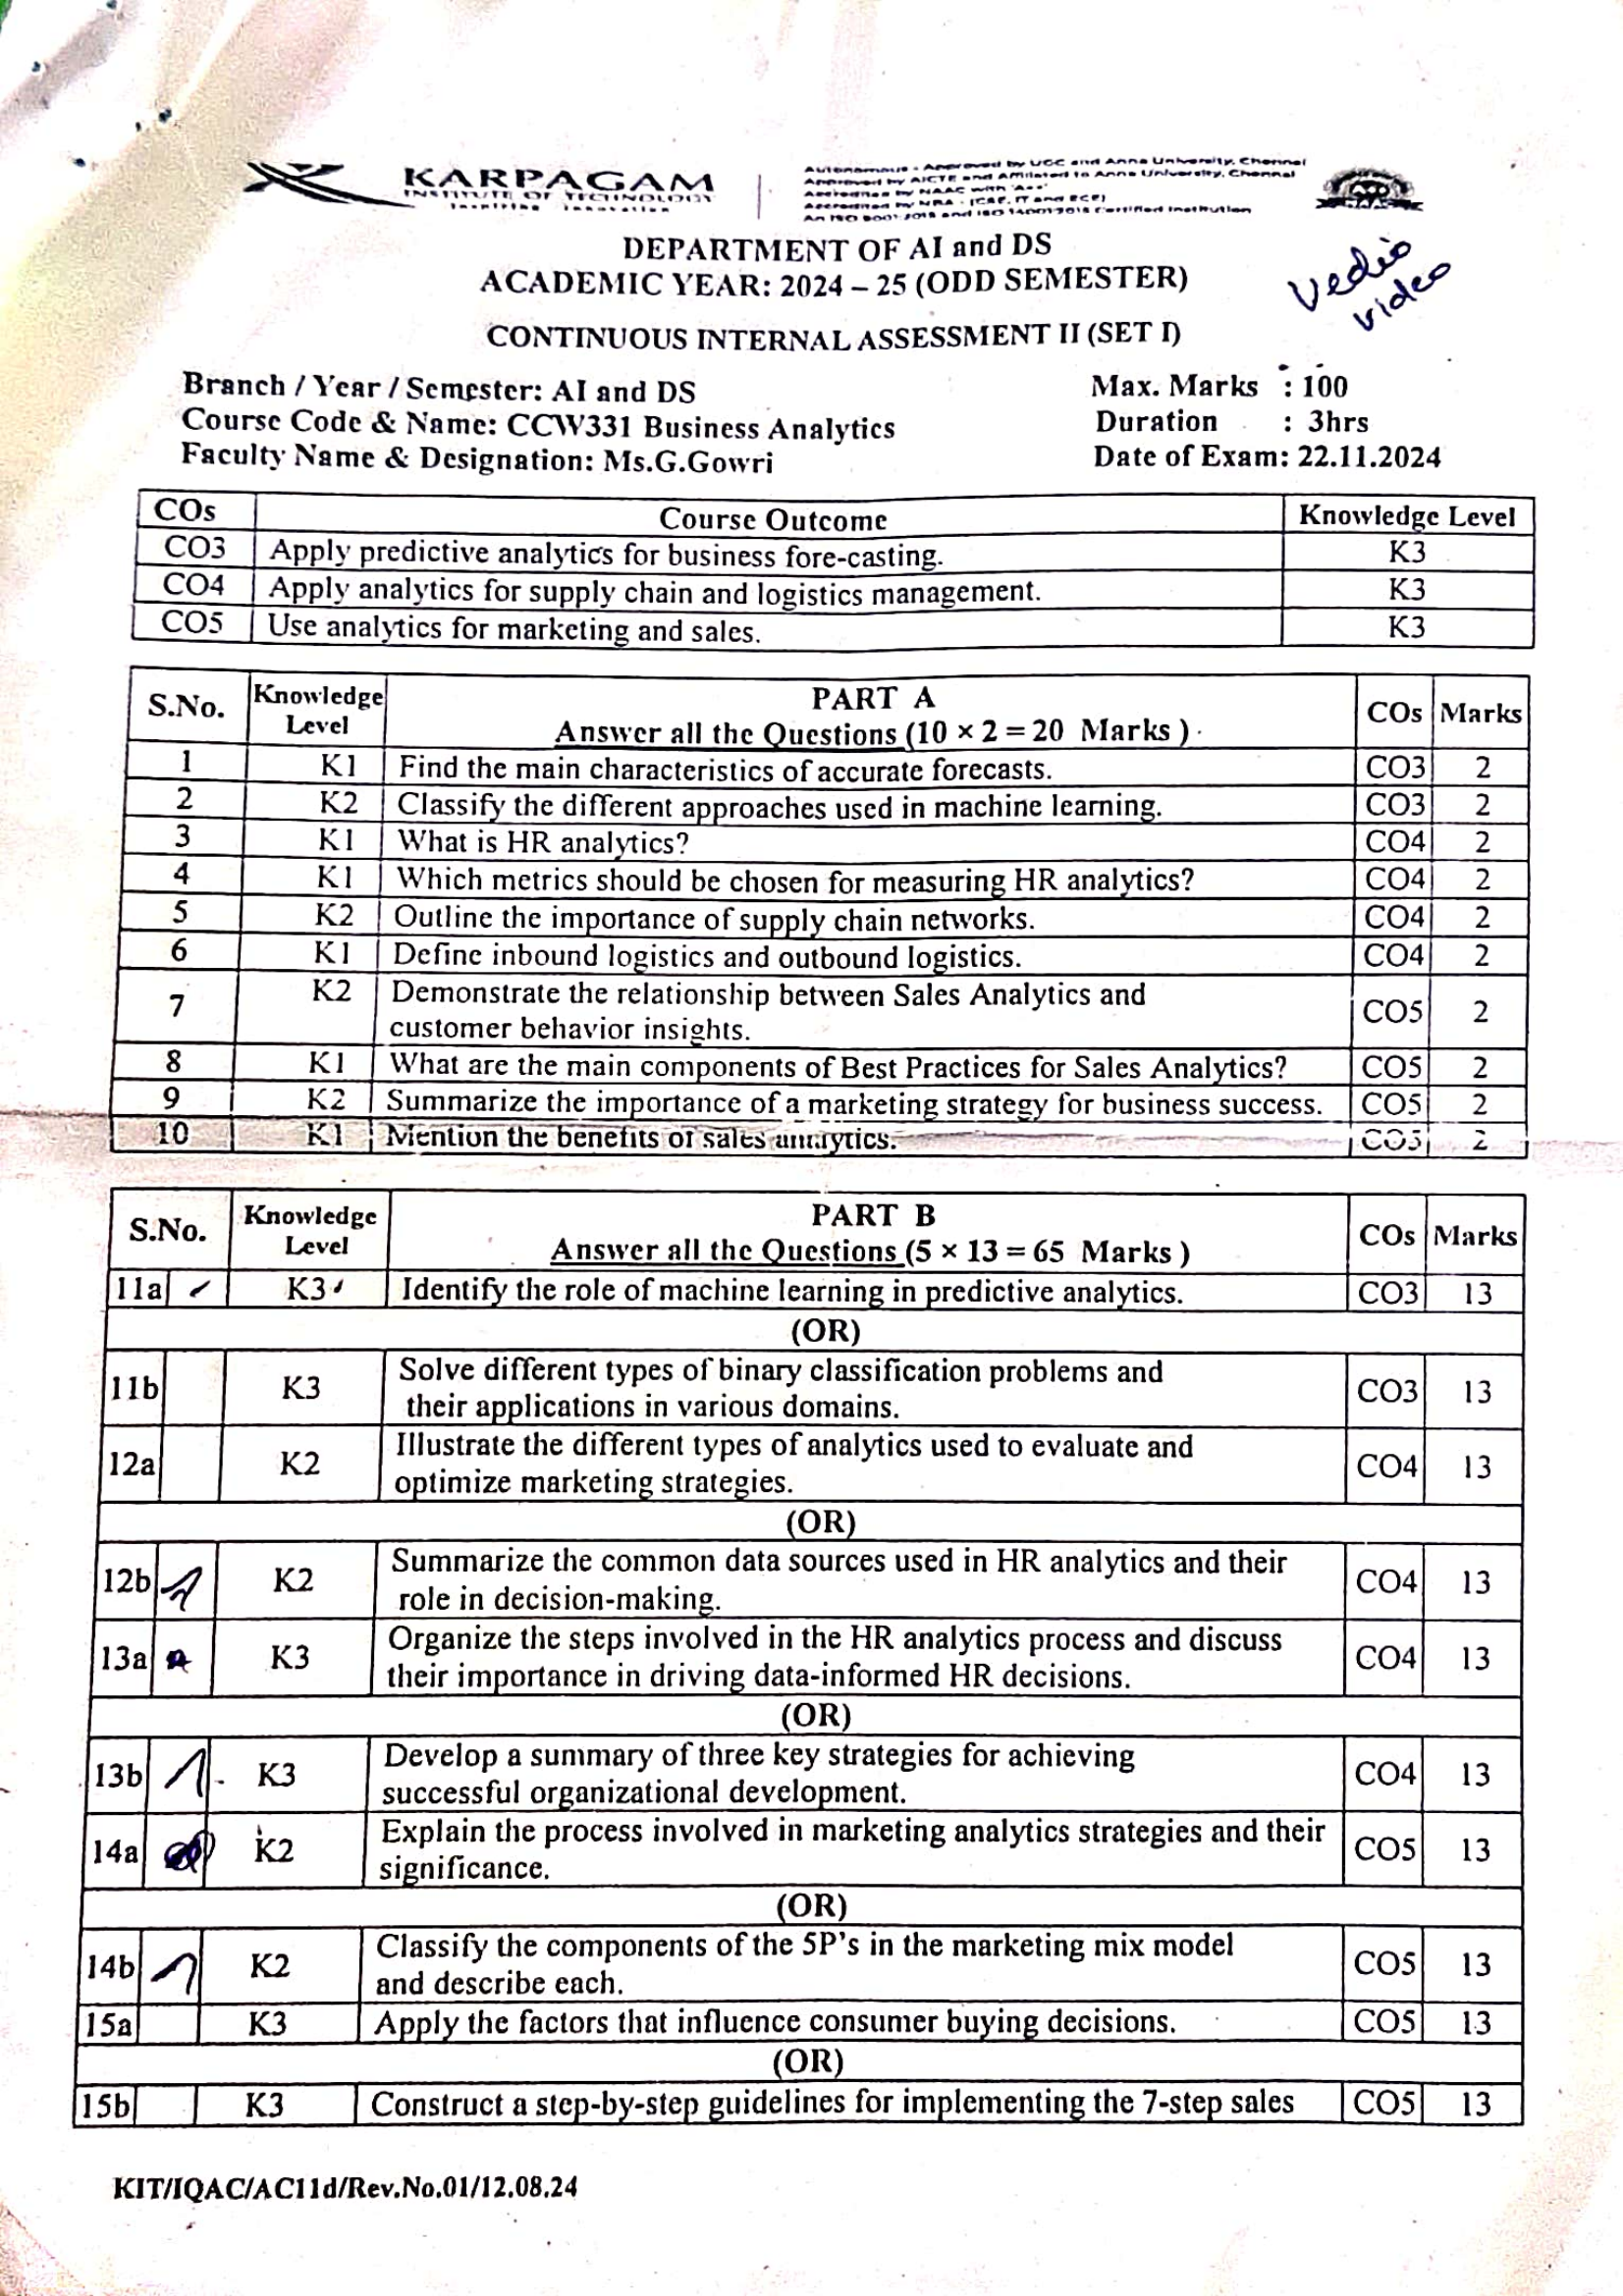 KARPAGAM
INSTITUTE OF TECHNOLOGY
Autonomous - Approved by UGC and Anna University, Chennai
Approved by AICTE and Affiliated to Anna University, Chennai
DEPARTMENT OF AI and DS
ACADEMIC YEAR: 2024 – 25 (ODD SEMESTER)
Vedio
video
CONTINUOUS INTERNAL ASSESSMENT II (SET I)
Branch / Year / Semester: AI and DS Max. Marks : 100
Course Code & Name: CCW331 Business Analytics Duration : 3hrs
Faculty Name & Designation: Ms.G.Gowri Date of Exam: 22.11.2024
COs Course Outcome Knowledge Level
CO3 Apply predictive analytics for business fore-casting. K3
CO4 Apply analytics for supply chain and logistics management. K3
CO5 Use analytics for marketing and sales. K3
S.No. Knowledge Level PART A COs Marks
Answer all the Questions (10 × 2 = 20 Marks )
1 K1 Find the main characteristics of accurate forecasts. CO3 2
2 K2 Classify the different approaches used in machine learning. CO3 2
3 K1 What is HR analytics? CO4 2
4 K1 Which metrics should be chosen for measuring HR analytics? CO4 2
5 K2 Outline the importance of supply chain networks. CO4 2
6 K1 Define inbound logistics and outbound logistics. CO4 2
7 K2 Demonstrate the relationship between Sales Analytics and
customer behavior insights. CO5 2
8 K1 What are the main components of Best Practices for Sales Analytics? CO5 2
9 K2 Summarize the importance of a marketing strategy for business success. CO5 2
10 K1 Mention the benefits of sales analytics. CO5 2
S.No. Knowledge Level PART B COs Marks
Answer all the Questions (5 × 13 = 65 Marks )
11a K3 Identify the role of machine learning in predictive analytics. CO3 13
(OR)
11b K3 Solve different types of binary classification problems and
their applications in various domains. CO3 13
12a K2 Illustrate the different types of analytics used to evaluate and
optimize marketing strategies. CO4 13
(OR)
12b K2 Summarize the common data sources used in HR analytics and their
role in decision-making. CO4 13
13a K3 Organize the steps involved in the HR analytics process and discuss
their importance in driving data-informed HR decisions. CO4 13
(OR)
13b K3 Develop a summary of three key strategies for achieving
successful organizational development. CO4 13
14a K2 Explain the process involved in marketing analytics strategies and their
significance. CO5 13
(OR)
14b K2 Classify the components of the 5P's in the marketing mix model
and describe each. CO5 13
15a K3 Apply the factors that influence consumer buying decisions. CO5 13
(OR)
15b K3 Construct a step-by-step guidelines for implementing the 7-step sales CO5 13
KIT/IQAC/AC11d/Rev.No.01/12.08.24